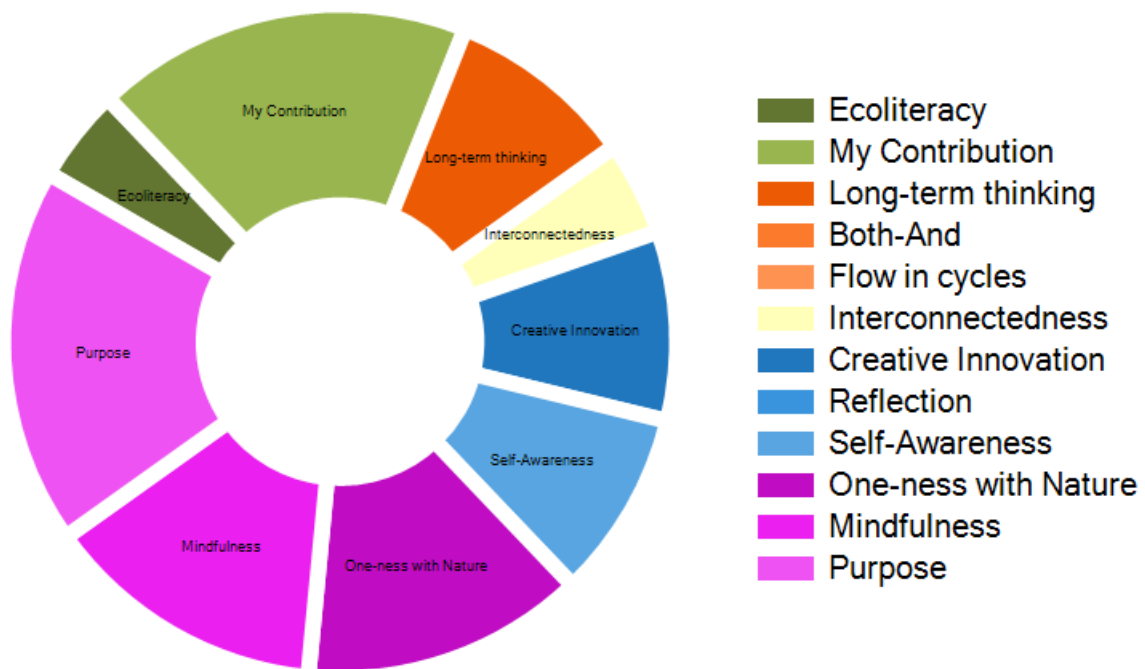 My Contribution
Long-term thinking
Ecoliteracy
Interconnectedness
Creative Innovation
Purpose
Self-Awareness
Mindfulness
One-ness with Nature
Ecoliteracy
My Contribution
Long-term thinking
Both-And
Flow in cycles
Interconnectedness
Creative Innovation
Reflection
Self-Awareness
One-ness with Nature
Mindfulness
Purpose